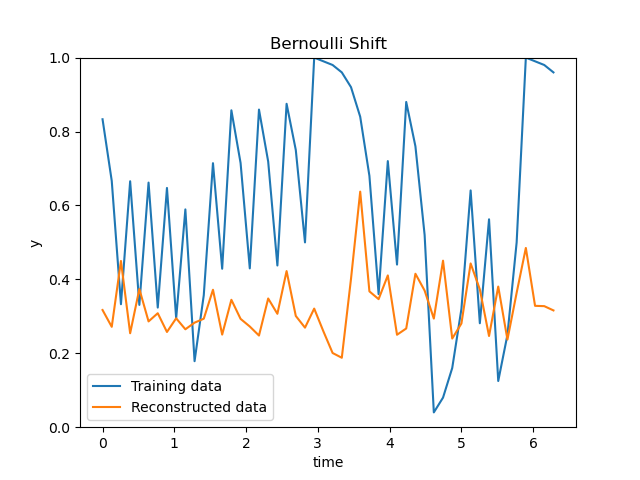 Bernoulli Shift
1.0
0.8
0.6
0.4
0.2
0.0
y
Training data
Reconstructed data
0 1 2 3 4 5 6
time